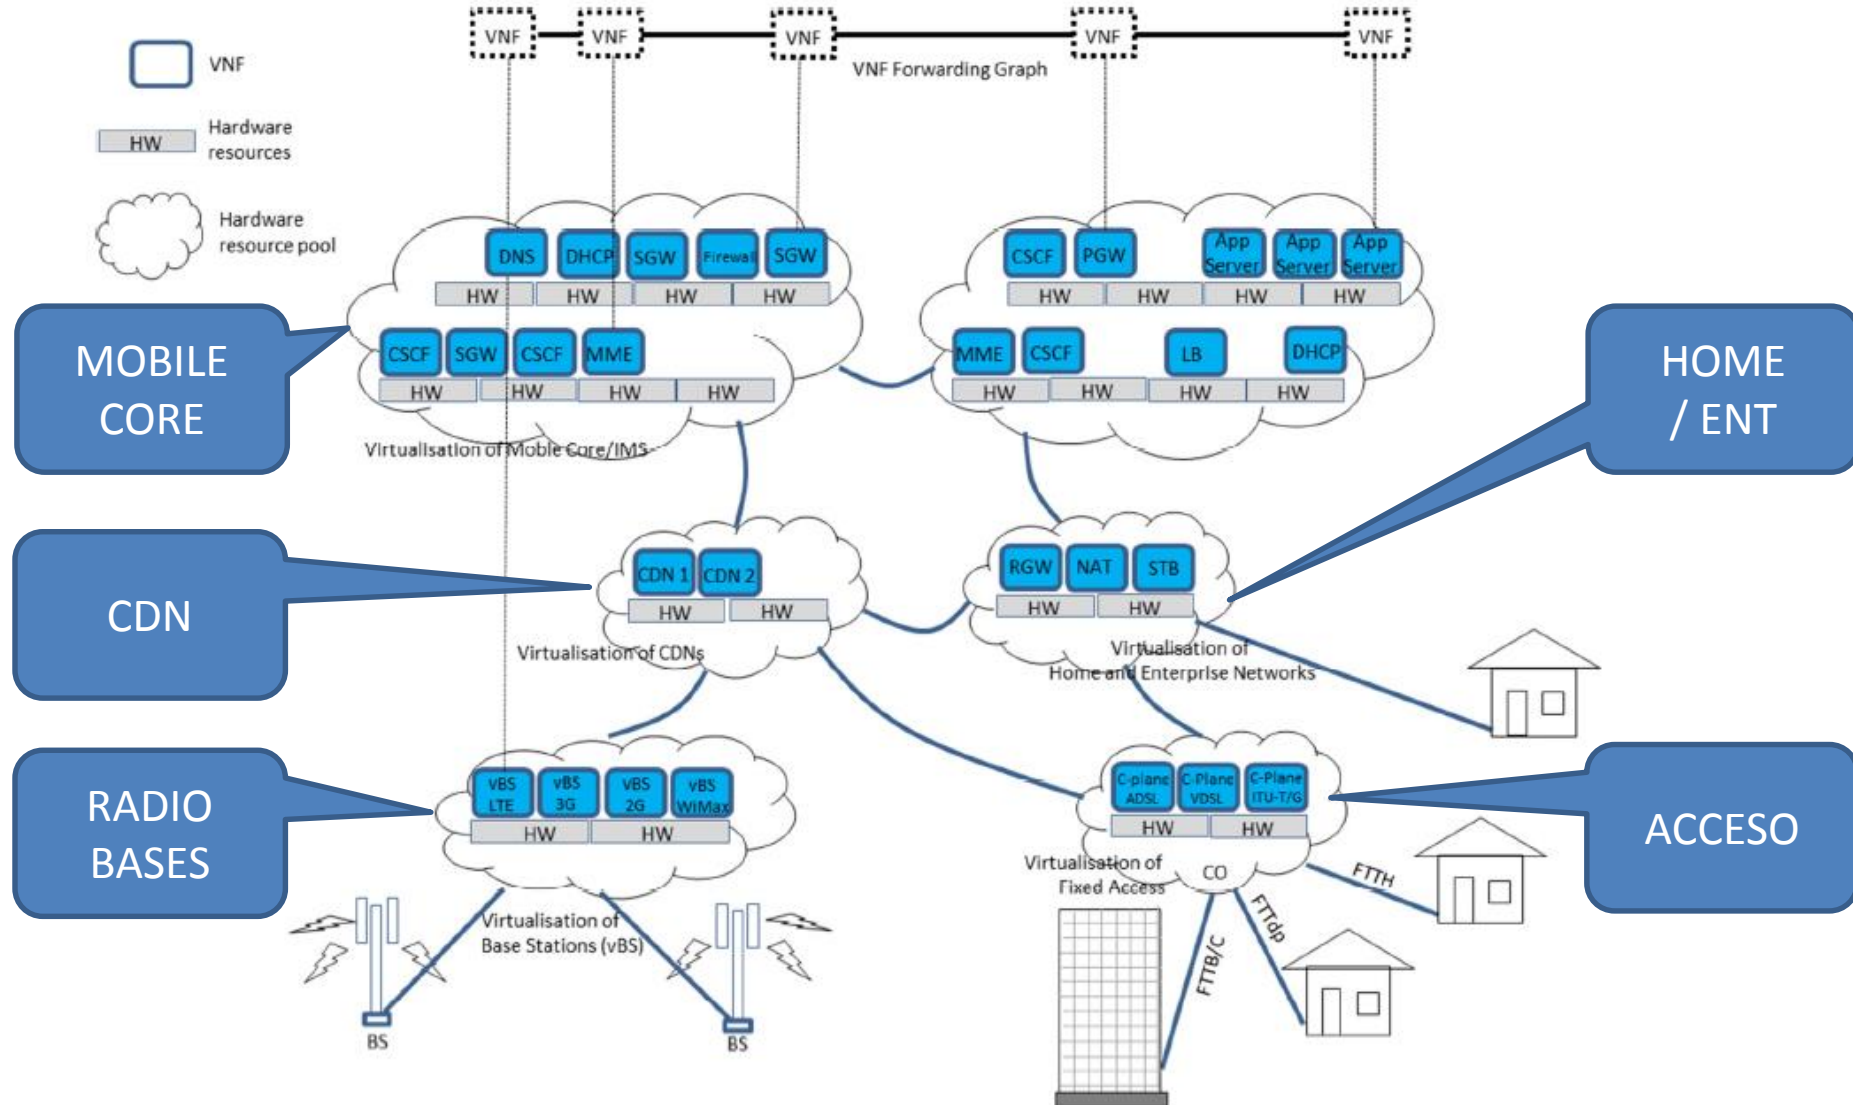 VNF
VNF
VNF
VNF
VNF
VNF Forwarding Graph
VNF
HW
Hardware
resources
Hardware
resource pool
DNS
DHCP
SGW
Firewall
SGW
HW
HW
HW
HW
CSCF
SGW
CSCF
MME
HW
HW
HW
HW
Virtualisation of Moble Core/IMS
CSCF
PGW
App
Server
App
Server
App
Server
HW
HW
HW
HW
MME
CSCF
LB
DHCP
HW
HW
HW
HW
MOBILE
CORE
HOME
/ ENT
CDN
CDN 1
CDN 2
HW
HW
Virtualisation of CDNs
RGW
NAT
STB
HW
HW
Virtualisation of
Home and Enterprise Networks
RADIO
BASES
vBS
LTE
vBS
3G
vBS
2G
vBS
WiMax
HW
HW
Virtualisation of
Base Stations (vBS)
BS
BS
C-plane
ADSL
C-Plane
VDSL
C-Plane
ITU-T/G
HW
HW
Virtualisation of
Fixed Access
CO
ACCESO
FTTH
FTTdp
FTTB/C